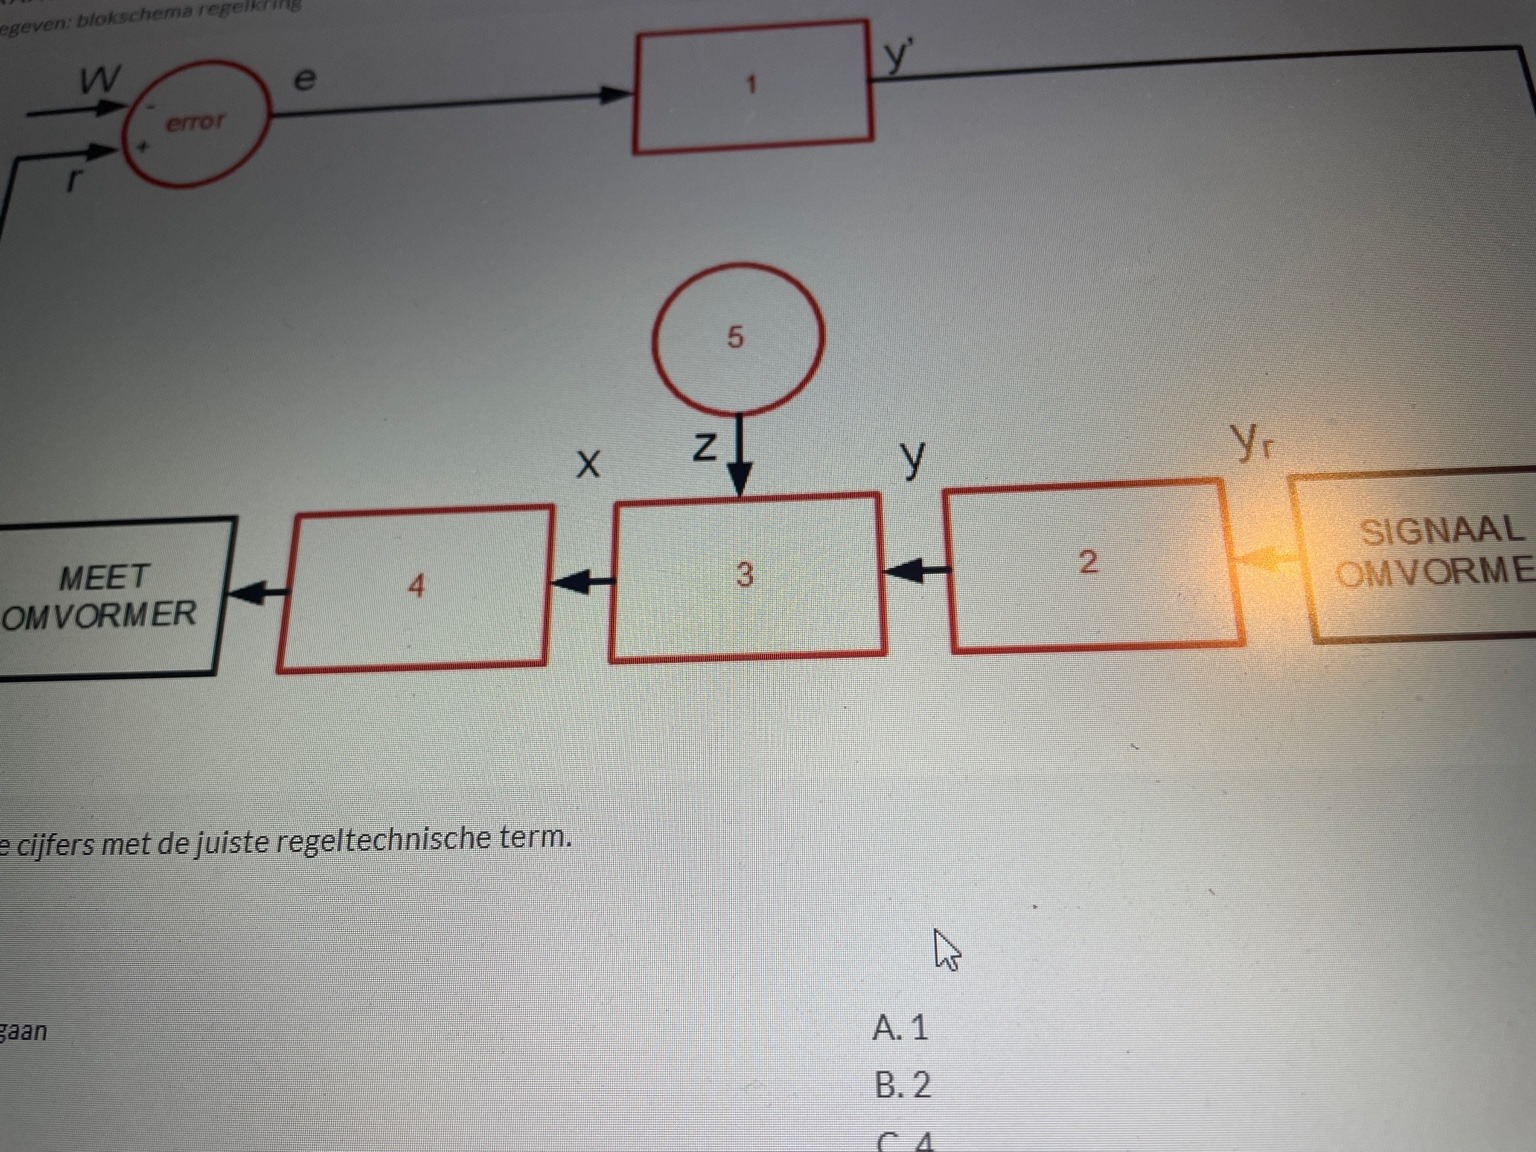 egeven: blokschema regelkring
W
e
y'
-
error
1
+
r
5
z
x
y
yr
SIGNAAL
MEET
4
3
2
OMVORME
OMVORMER
e cijfers met de juiste regeltechnische term.
gaan
A. 1
B. 2
C 4